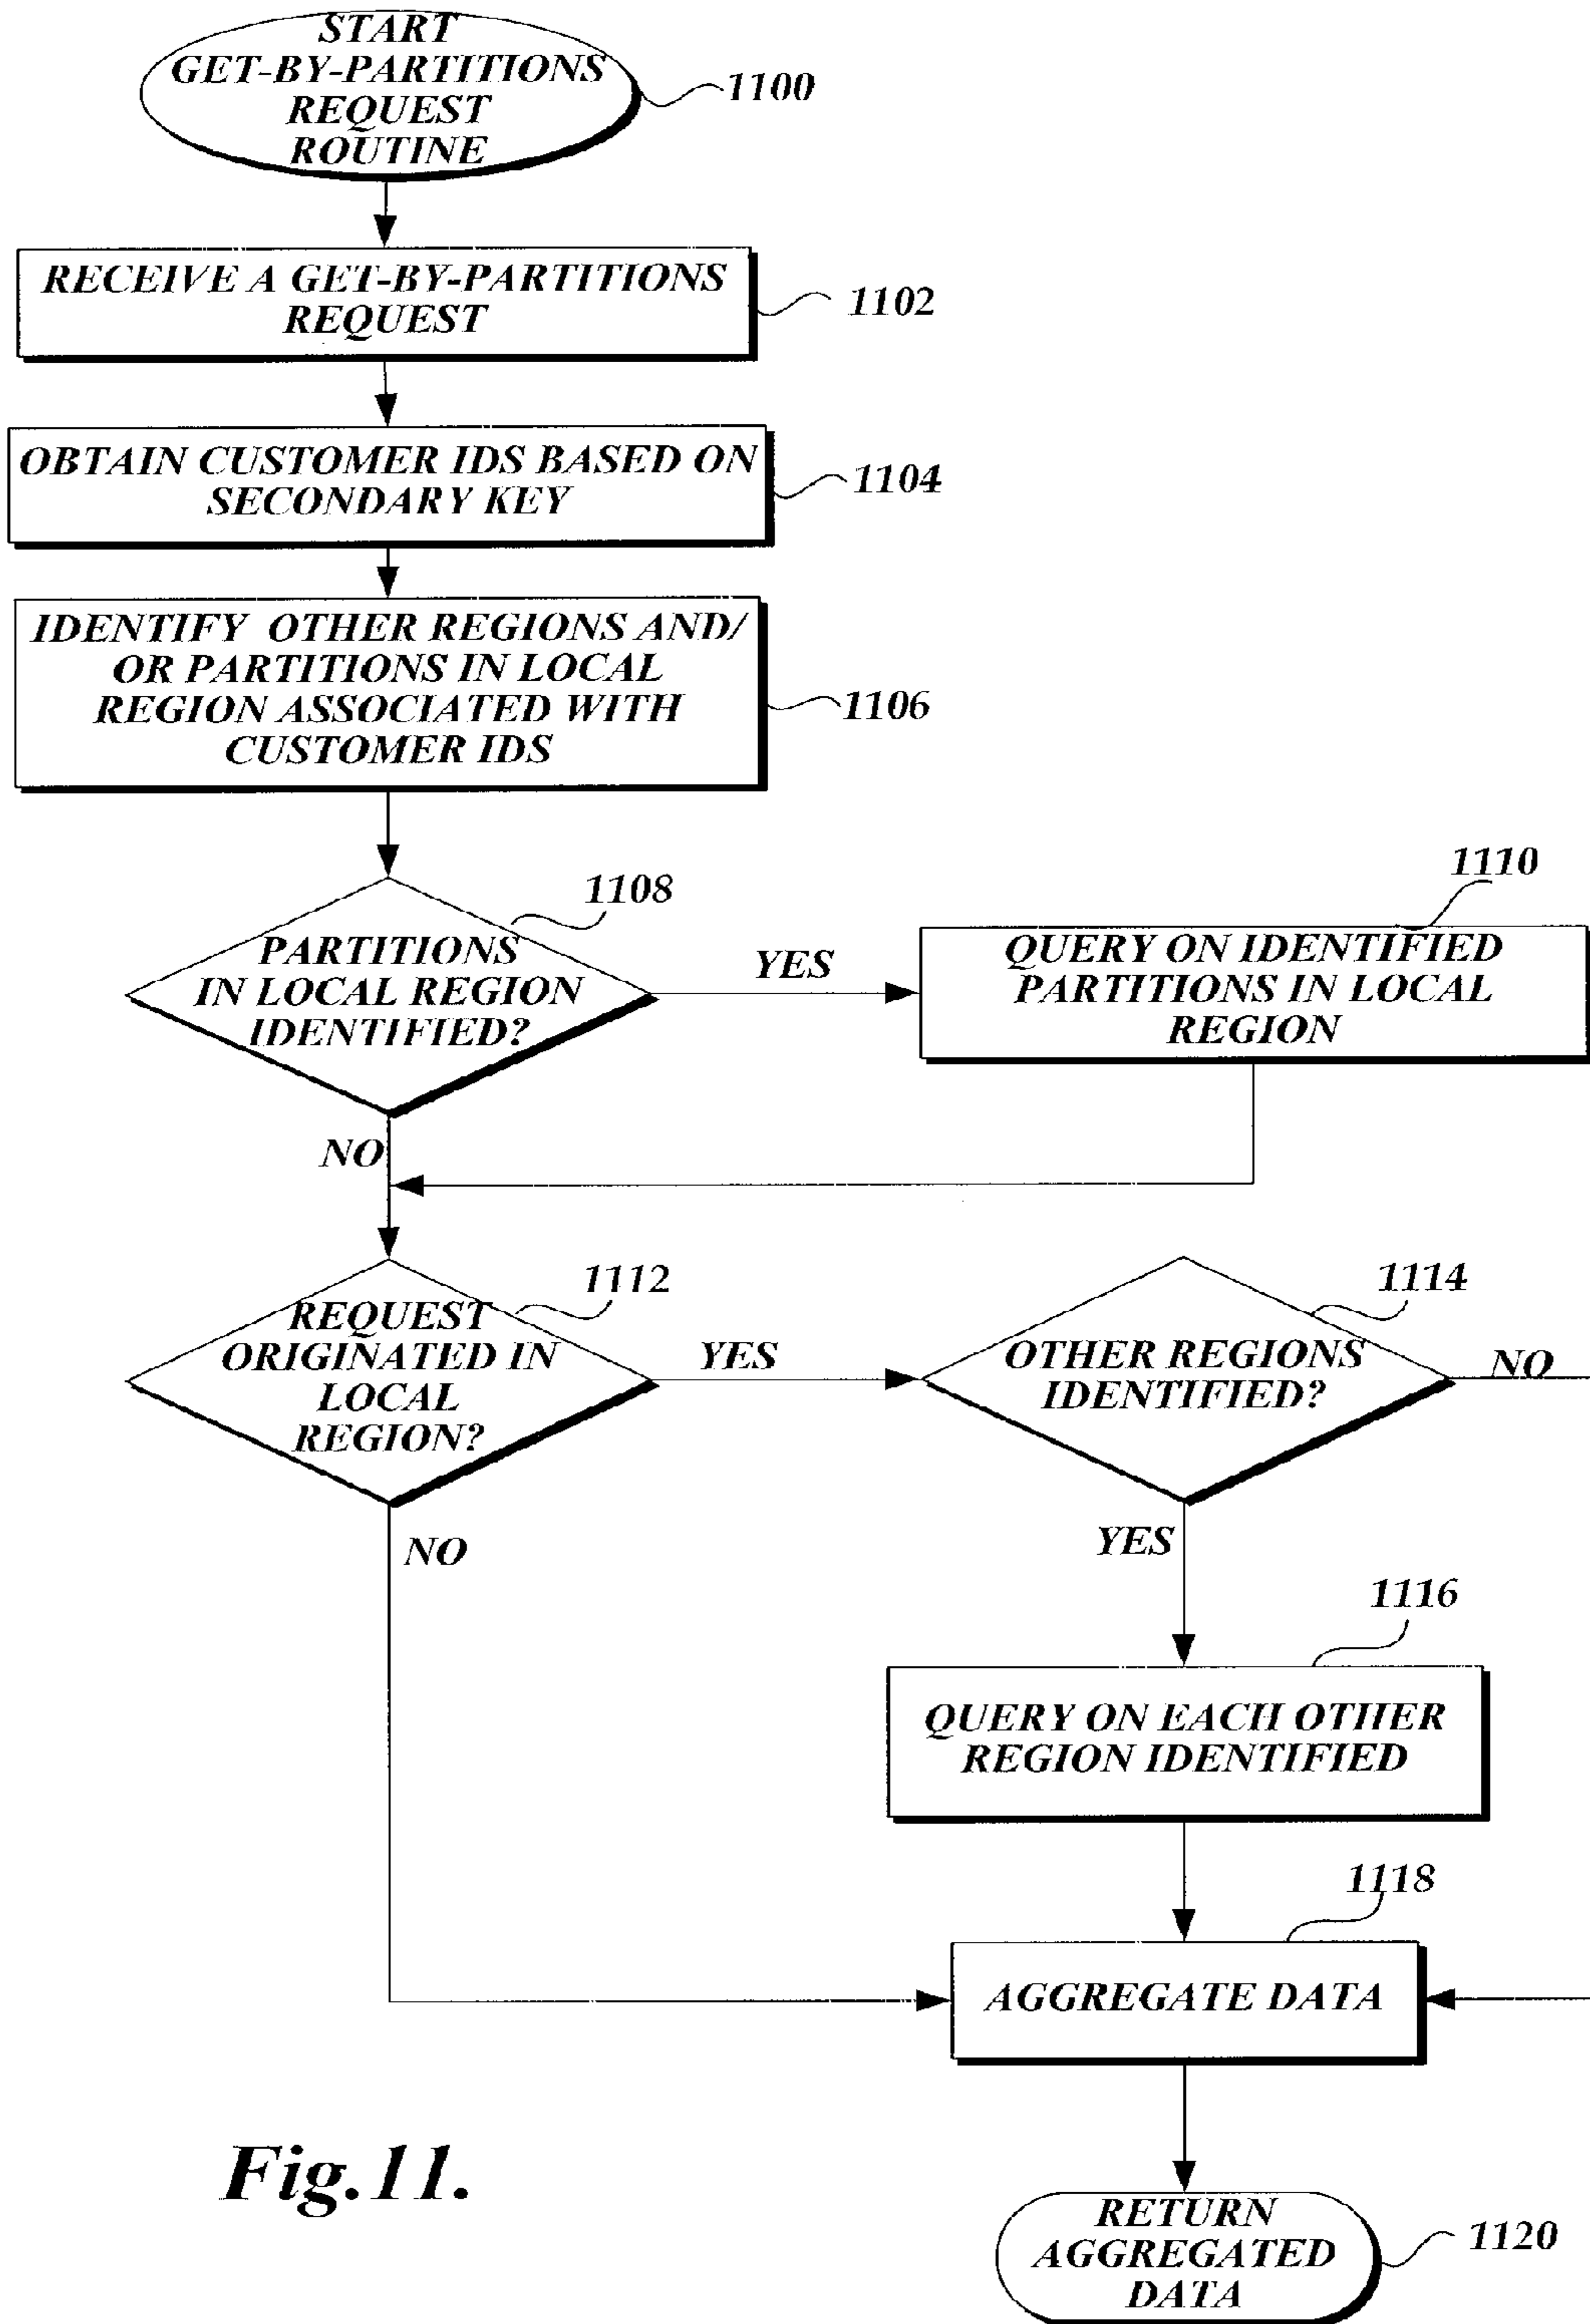 START
GET-BY-PARTITIONS
REQUEST
ROUTINE
1100
RECEIVE A GET-BY-PARTITIONS
REQUEST
1102
OBTAIN CUSTOMER IDS BASED ON
SECONDARY KEY
1104
IDENTIFY OTHER REGIONS AND/
OR PARTITIONS IN LOCAL
REGION ASSOCIATED WITH
CUSTOMER IDS
1106
1108
PARTITIONS
IN LOCAL REGION
IDENTIFIED?
YES
NO
1110
QUERY ON IDENTIFIED
PARTITIONS IN LOCAL
REGION
1112
REQUEST
ORIGINATED IN
LOCAL
REGION?
YES
NO
1114
OTHER REGIONS
IDENTIFIED?
NO
YES
1116
QUERY ON EACH OTHER
REGION IDENTIFIED
1118
AGGREGATE DATA
RETURN
AGGREGATED
DATA
1120
Fig.11.